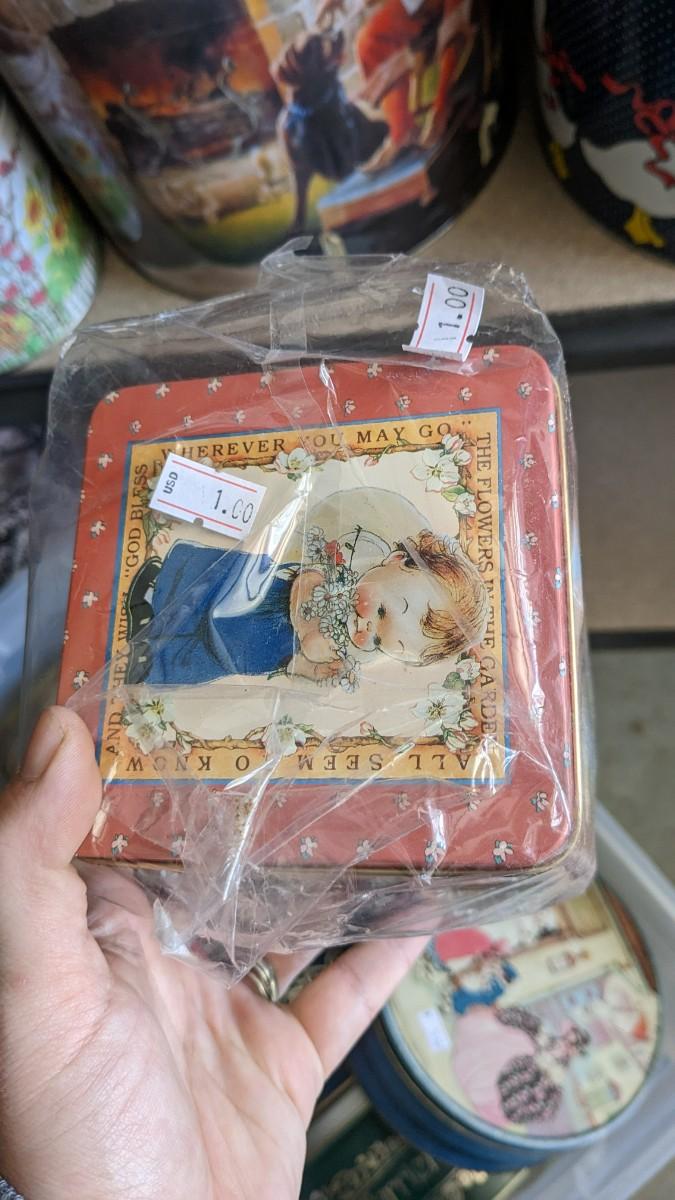 THE FLOWERS IN THE GARDEN
ALL SEEM TO KNOW
AND THEY WISH "GOD BLESS
WHEREVER YOU MAY GO."
USD
1.00
1.00